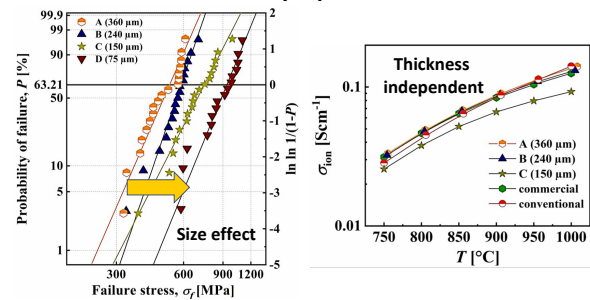 99.9
99
90
63.21
50
10
5
1
Probability of failure, P [%]
A (360 µm)
B (240 µm)
C (150 µm)
D (75 µm)
Size effect
2
1
0
-1
-2
-3
-4
-5
ln ln 1/(1-P)
300 600 900 1200
Failure stress, σf [MPa]
0.1
0.01
σion [Scm-1]
Thickness
independent
A (360 µm)
B (240 µm)
C (150 µm)
commercial
conventional
750 800 850 900 950 1000
T [°C]